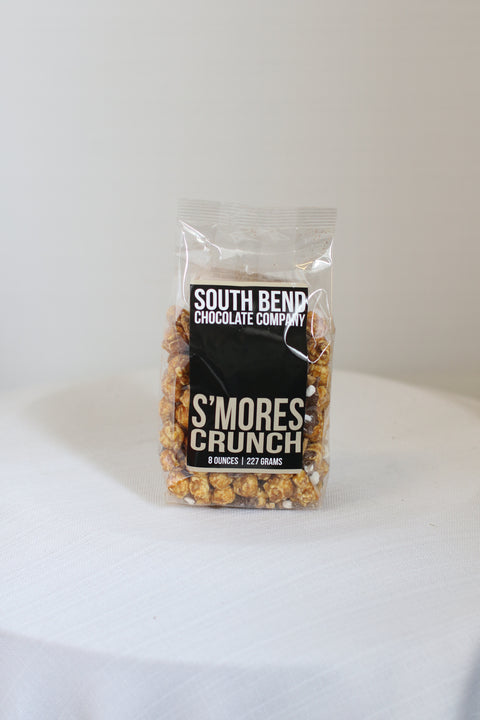 SOUTH BEND
CHOCOLATE COMPANY
S'MORES
CRUNCH
8 OUNCES | 227 GRAMS